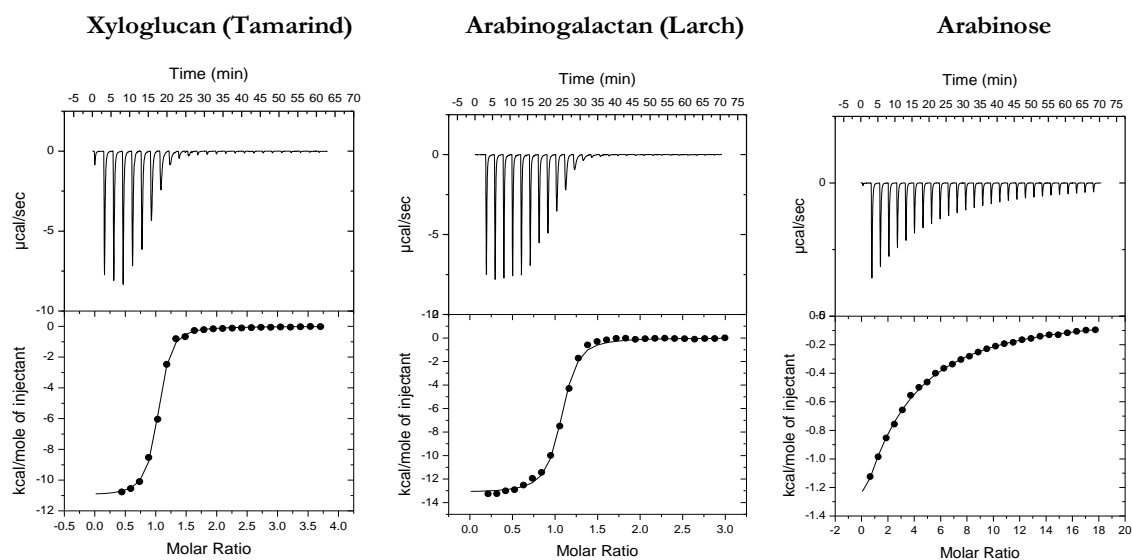 Xyloglucan (Tamarind)
Time (min)
-5 0 5 10 15 20 25 30 35 40 45 50 55 60 65 70
0
-5
-10
µcal/sec
0
-2
-4
-6
-8
-10
-12
kcal/mole of injectant
-0.5 0.0 0.5 1.0 1.5 2.0 2.5 3.0 3.5 4.0
Molar Ratio
Arabinogalactan (Larch)
Time (min)
-5 0 5 10 15 20 25 30 35 40 45 50 55 60 65 70 75
0
-5
-10
µcal/sec
0
-2
-4
-6
-8
-10
-12
-14
kcal/mole of injectant
-0.5 0.0 0.5 1.0 1.5 2.0 2.5 3.0
Molar Ratio
Arabinose
Time (min)
-5 0 5 10 15 20 25 30 35 40 45 50 55 60 65 70 75
0
µcal/sec
-0.2
-0.4
-0.6
-0.8
-1.0
-1.2
-1.4
kcal/mole of injectant
-2 0 2 4 6 8 10 12 14 16 18 20
Molar Ratio